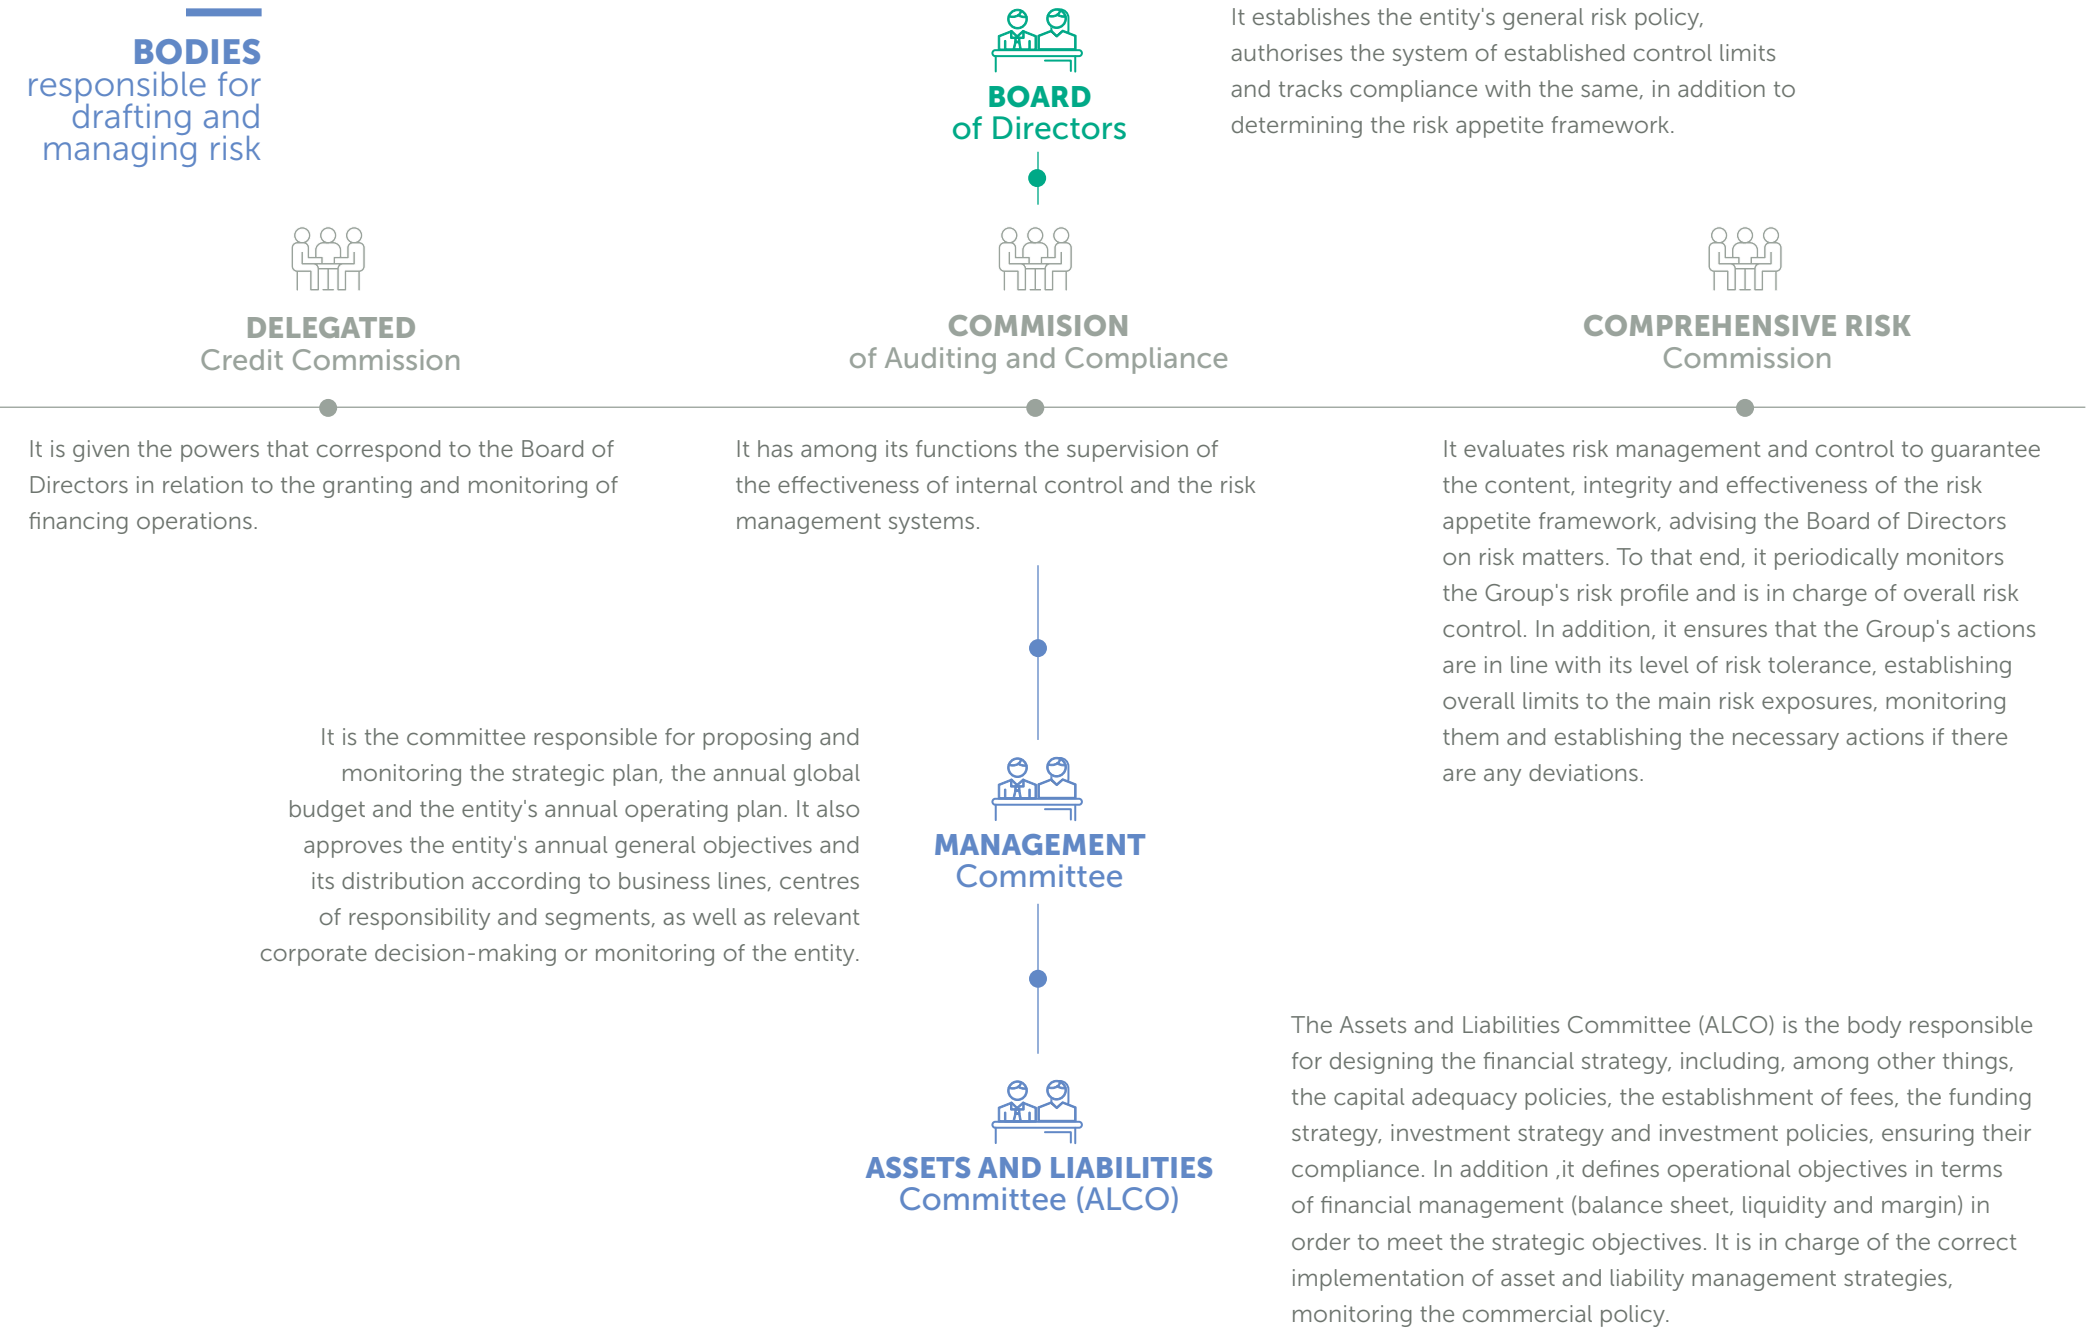 BODIES
responsible for
drafting and
managing risk
BOARD
of Directors
It establishes the entity's general risk policy,
authorises the system of established control limits
and tracks compliance with the same, in addition to
determining the risk appetite framework.
DELEGATED
Credit Commission
It is given the powers that correspond to the Board of
Directors in relation to the granting and monitoring of
financing operations.
COMMISION
of Auditing and Compliance
It has among its functions the supervision of
the effectiveness of internal control and the risk
management systems.
COMPREHENSIVE RISK
Commission
It evaluates risk management and control to guarantee
the content, integrity and effectiveness of the risk
appetite framework, advising the Board of Directors
on risk matters. To that end, it periodically monitors
the Group's risk profile and is in charge of overall risk
control. In addition, it ensures that the Group's actions
are in line with its level of risk tolerance, establishing
overall limits to the main risk exposures, monitoring
them and establishing the necessary actions if there
are any deviations.
It is the committee responsible for proposing and
monitoring the strategic plan, the annual global
budget and the entity's annual operating plan. It also
approves the entity's annual general objectives and
its distribution according to business lines, centres
of responsibility and segments, as well as relevant
corporate decision-making or monitoring of the entity.
MANAGEMENT
Committee
ASSETS AND LIABILITIES
Committee (ALCO)
The Assets and Liabilities Committee (ALCO) is the body responsible
for designing the financial strategy, including, among other things,
the capital adequacy policies, the establishment of fees, the funding
strategy, investment strategy and investment policies, ensuring their
compliance. In addition ,it defines operational objectives in terms
of financial management (balance sheet, liquidity and margin) in
order to meet the strategic objectives. It is in charge of the correct
implementation of asset and liability management strategies,
monitoring the commercial policy.